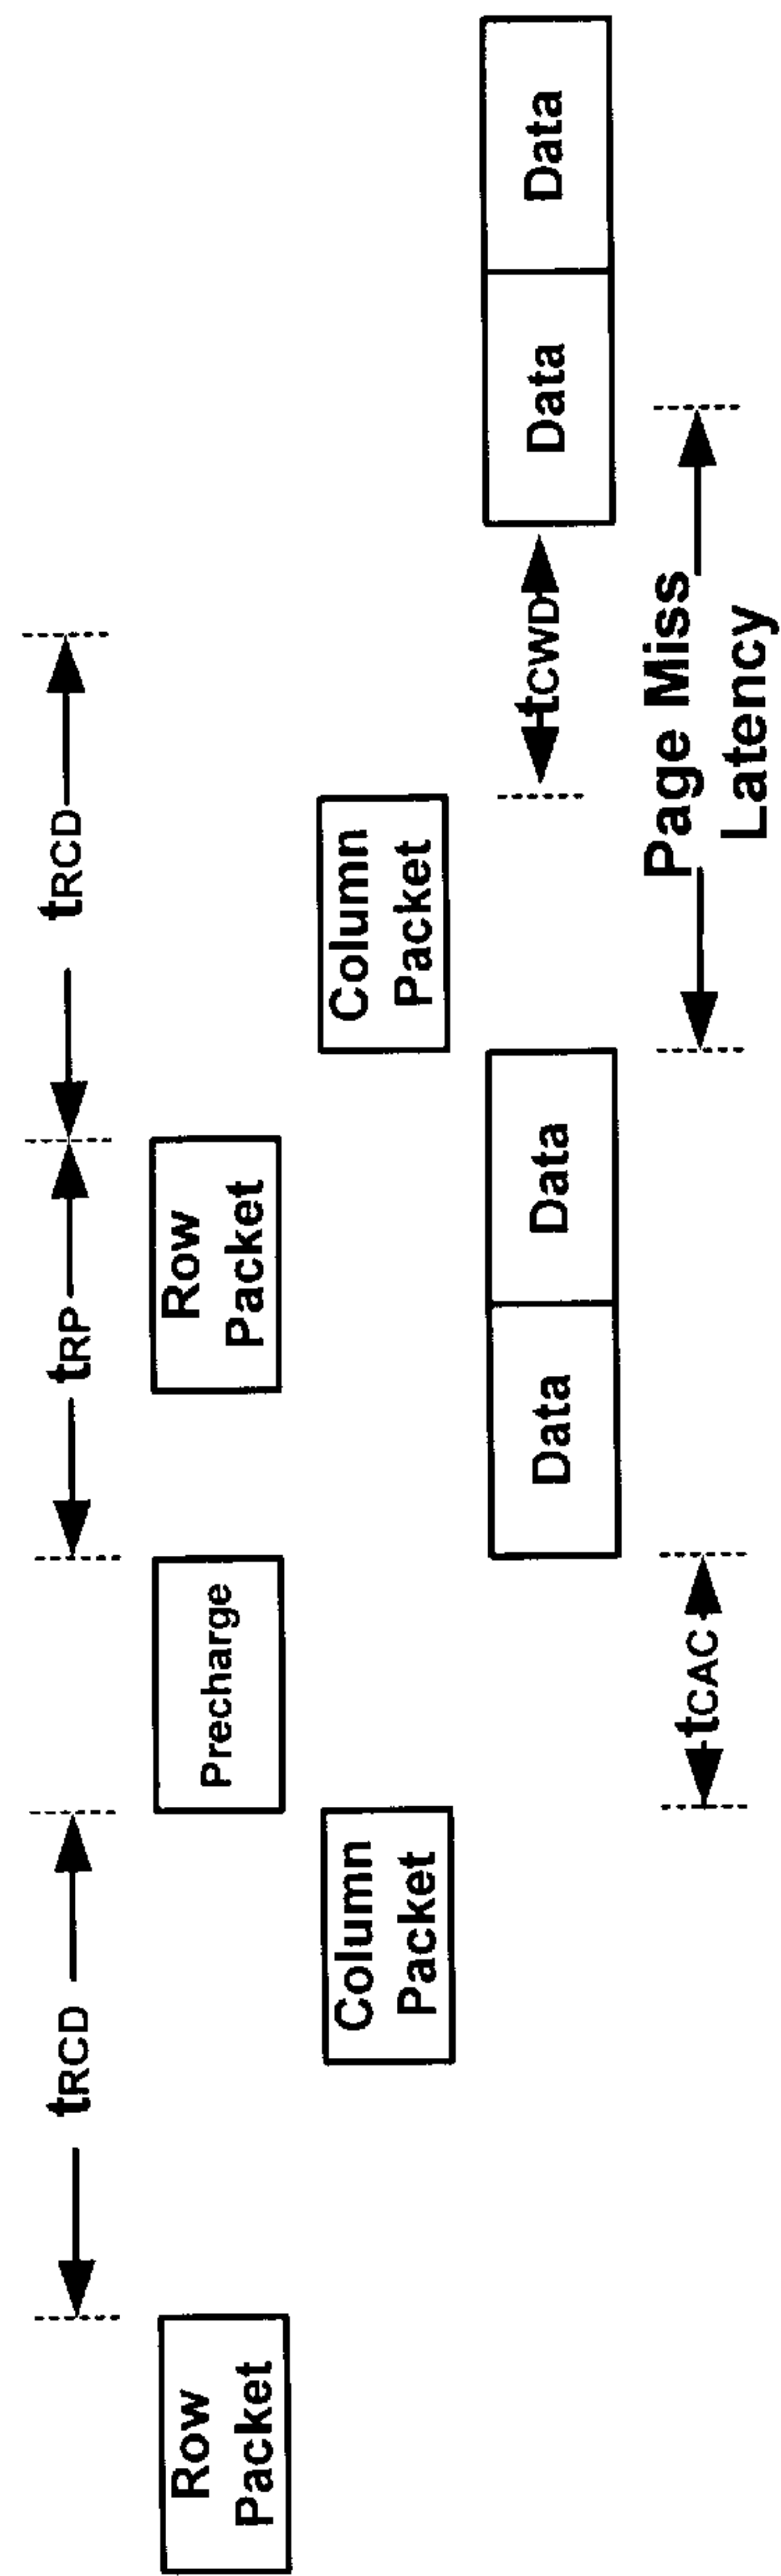 tRCD
tRP
tRCD
Row
Packet
Precharge
Row
Packet
Column
Packet
Column
Packet
Data
Data
tCWD
Data
Data
tCAC
Page Miss
Latency